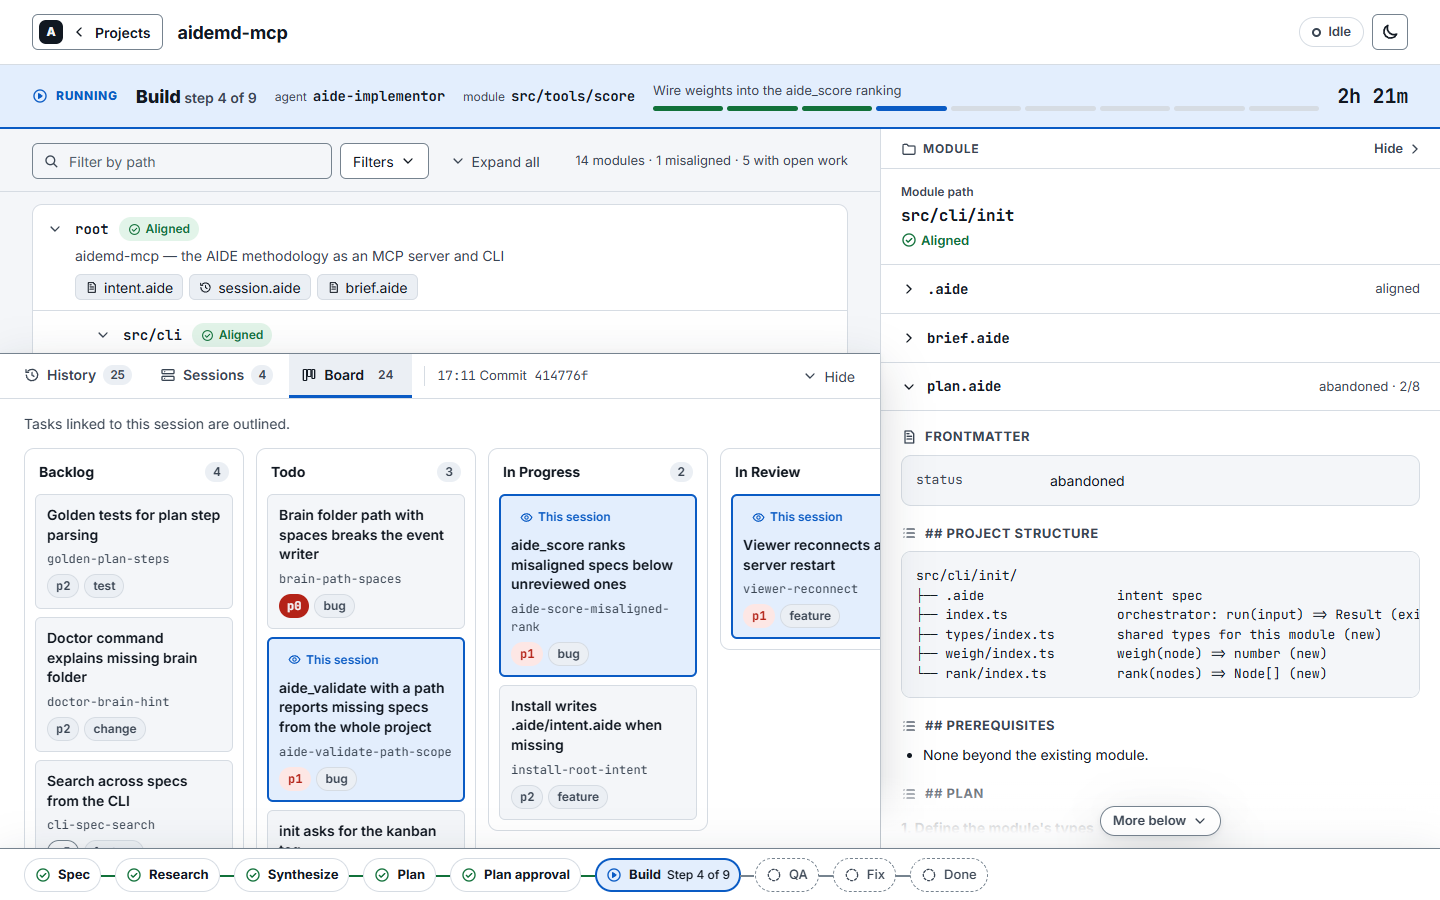 A Projects
aidemd-mcp
Idle
RUNNING
Build step 4 of 9
agent aide-implementor
module src/tools/score
Wire weights into the aide_score ranking
2h 21m
Filter by path
Filters
Expand all
14 modules · 1 misaligned · 5 with open work
root Aligned
aidemd-mcp — the AIDE methodology as an MCP server and CLI
intent.aide
session.aide
brief.aide
src/cli Aligned
History 25
Sessions 4
Board 24
17:11 Commit 414776f
Hide
Tasks linked to this session are outlined.
Backlog 4
Golden tests for plan step
parsing
golden-plan-steps
p2 test
Doctor command
explains missing brain
folder
doctor-brain-hint
p2 change
Search across specs
from the CLI
cli-spec-search
Todo 3
Brain folder path with
spaces breaks the event
writer
brain-path-spaces
p0 bug
This session
aide_validate with a path
reports missing specs
from the whole project
aide-validate-path-scope
p1 bug
init asks for the kanban
In Progress 2
This session
aide_score ranks
misaligned specs below
unreviewed ones
aide-score-misaligned-
rank
p1 bug
Install writes
.aide/intent.aide when
missing
install-root-intent
p2 feature
In Review
This session
Viewer reconnects a
server restart
viewer-reconnect
p1 feature
MODULE
Hide
Module path
src/cli/init
Aligned
.aide
aligned
brief.aide
plan.aide
abandoned · 2/8
FRONTMATTER
status abandoned
## PROJECT STRUCTURE
src/cli/init/
├── .aide intent spec
├── index.ts orchestrator: run(input) => Result (exi
├── types/index.ts shared types for this module (new)
├── weigh/index.ts weigh(node) => number (new)
└── rank/index.ts rank(nodes) => Node[] (new)
## PREREQUISITES
• None beyond the existing module.
## PLAN
1. Define the module's types
More below
Spec
Research
Synthesize
Plan
Plan approval
Build Step 4 of 9
QA
Fix
Done